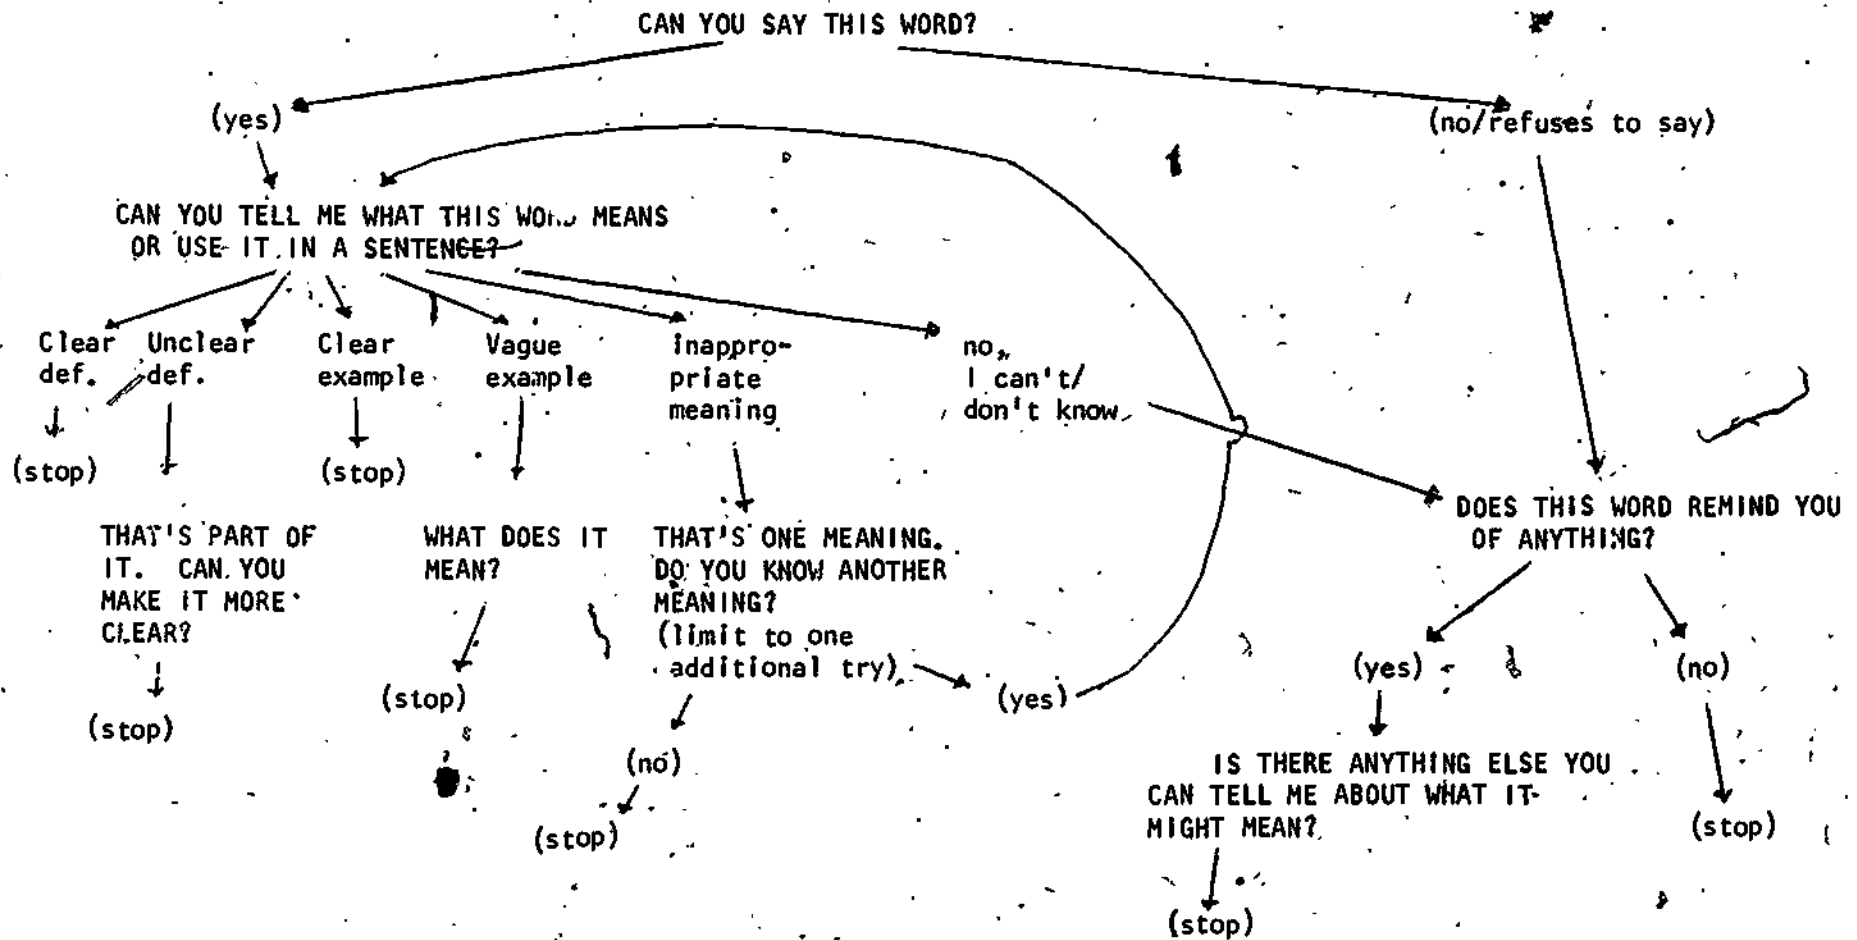 CAN YOU SAY THIS WORD?
(yes)
(no/refuses to say)
CAN YOU TELL ME WHAT THIS WORD MEANS
OR USE IT IN A SENTENCE?
Clear
def.
Unclear
def.
Clear
example
Vague
example
inappro-
priate
meaning
no,
I can't/
don't know
(stop)
(stop)
THAT'S PART OF
IT. CAN YOU
MAKE IT MORE
CLEAR?
(stop)
WHAT DOES IT
MEAN?
(stop)
THAT'S ONE MEANING.
DO YOU KNOW ANOTHER
MEANING?
(limit to one
additional try)
(yes)
(no)
(stop)
DOES THIS WORD REMIND YOU
OF ANYTHING?
(yes)
(no)
IS THERE ANYTHING ELSE YOU
CAN TELL ME ABOUT WHAT IT
MIGHT MEAN?
(stop)
(stop)